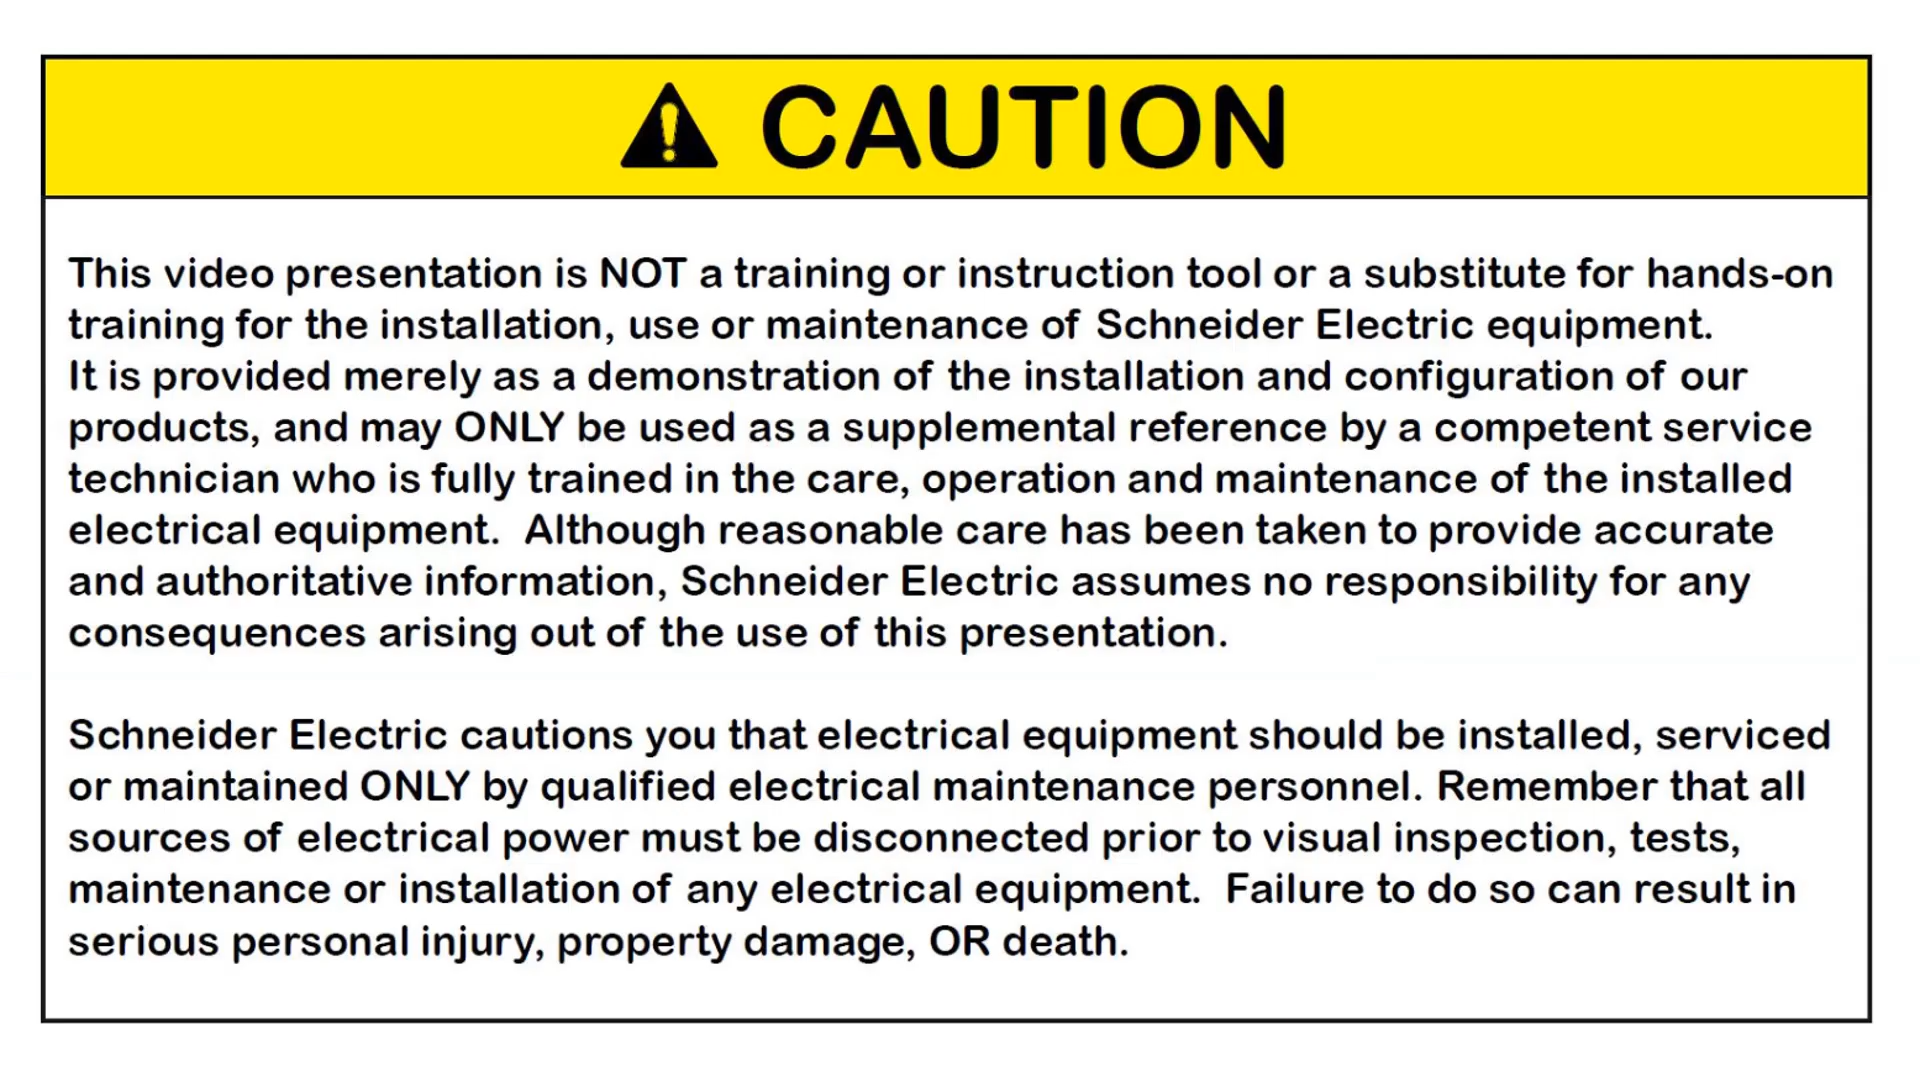 CAUTION
This video presentation is NOT a training or instruction tool or a substitute for hands-on
training for the installation, use or maintenance of Schneider Electric equipment.
It is provided merely as a demonstration of the installation and configuration of our
products, and may ONLY be used as a supplemental reference by a competent service
technician who is fully trained in the care, operation and maintenance of the installed
electrical equipment.  Although reasonable care has been taken to provide accurate
and authoritative information, Schneider Electric assumes no responsibility for any
consequences arising out of the use of this presentation.
Schneider Electric cautions you that electrical equipment should be installed, serviced
or maintained ONLY by qualified electrical maintenance personnel. Remember that all
sources of electrical power must be disconnected prior to visual inspection, tests,
maintenance or installation of any electrical equipment.  Failure to do so can result in
serious personal injury, property damage, OR death.